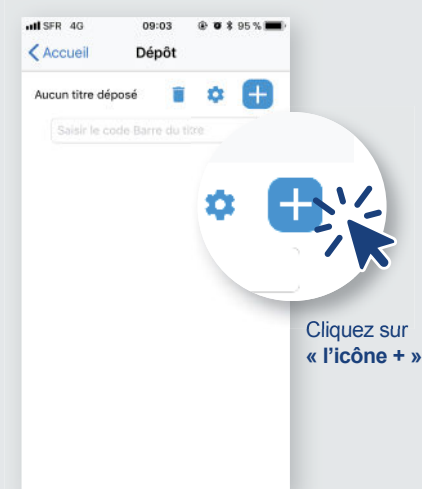 SFR 4G 09:03 95 %
Accueil Dépôt
Aucun titre déposé
Saisir le code Barre du titre
Cliquez sur
« l'icône + »